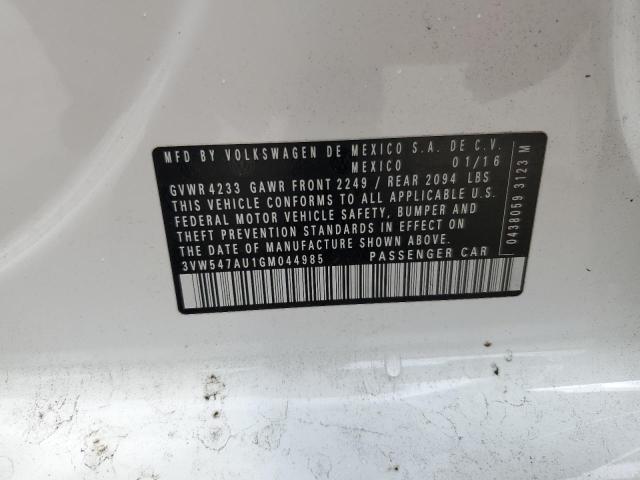 MFD BY VOLKSWAGEN DE MEXICO S.A. DE C.V.
MEXICO 01/16
GVWR 4233 GAWR FRONT 2249 / REAR 2094 LBS
THIS VEHICLE CONFORMS TO ALL APPLICABLE U.S.
FEDERAL MOTOR VEHICLE SAFETY, BUMPER AND
THEFT PREVENTION STANDARDS IN EFFECT ON
THE DATE OF MANUFACTURE SHOWN ABOVE.
3VW547AU1GM044985 PASSENGER CAR
0438059 3123 M